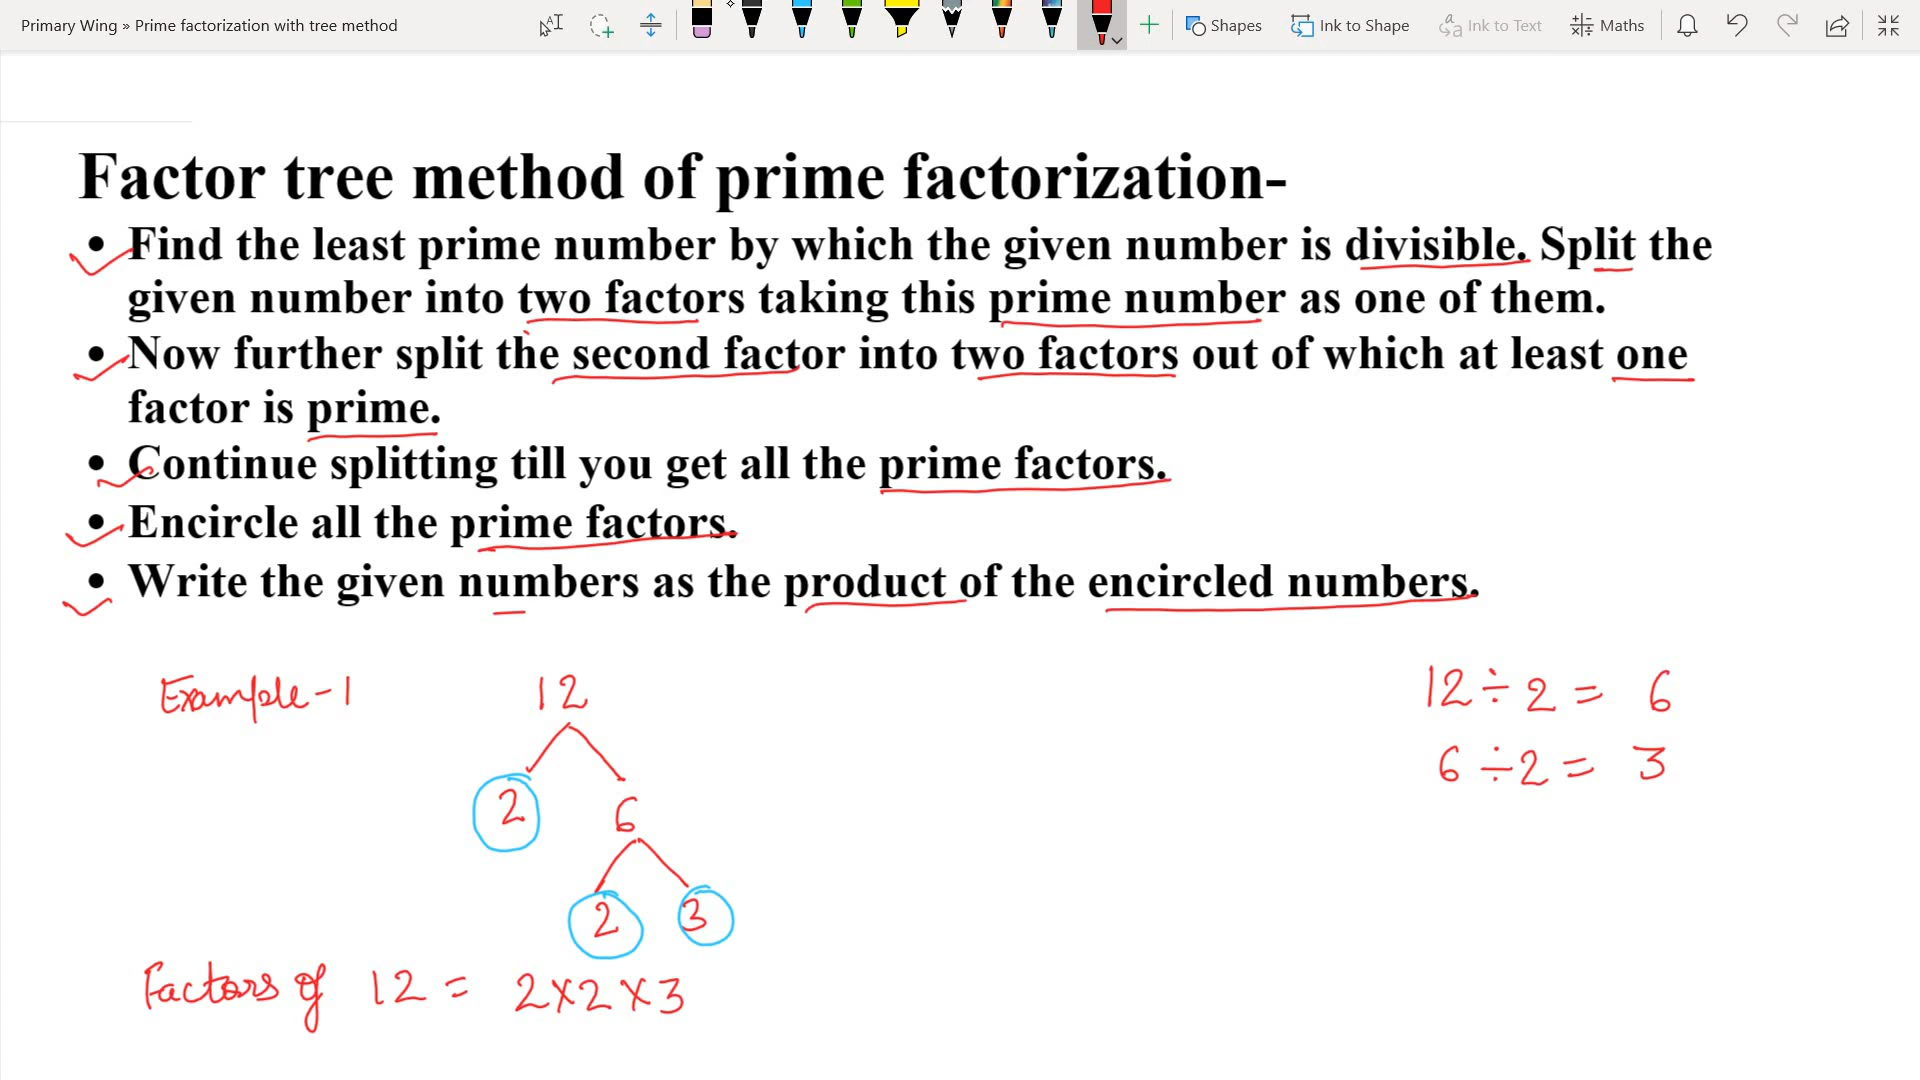 Primary Wing » Prime factorization with tree method
Shapes
Ink to Shape
Ink to Text
Maths
Factor tree method of prime factorization-
• Find the least prime number by which the given number is divisible. Split the
given number into two factors taking this prime number as one of them.
• Now further split the second factor into two factors out of which at least one
factor is prime.
• Continue splitting till you get all the prime factors.
• Encircle all the prime factors.
• Write the given numbers as the product of the encircled numbers.
Example-1
12
2 6
2 3
Factors of 12 = 2×2×3
12÷2= 6
6÷2= 3